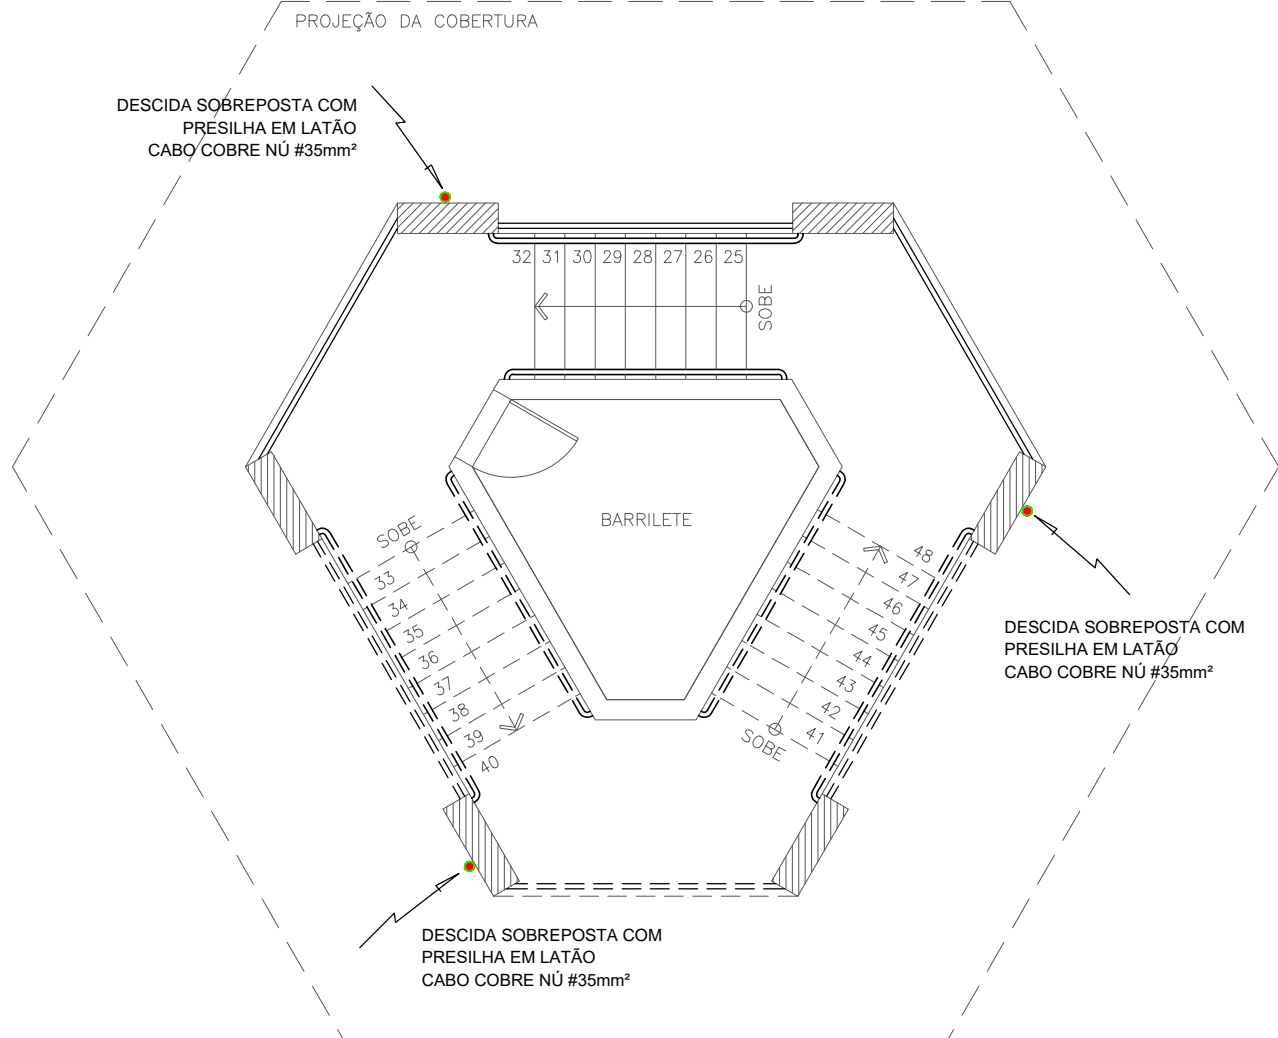 PROJEÇÃO DA COBERTURA
DESCIDA SOBREPOSTA COM
PRESILHA EM LATÃO
CABO COBRE NÚ #35mm²
32 31 30 29 28 27 26 25
SOBE
BARRILETE
SOBE
33
34
35
36
37
38
39
40
48
47
46
45
44
43
42
41
SOBE
DESCIDA SOBREPOSTA COM
PRESILHA EM LATÃO
CABO COBRE NÚ #35mm²
DESCIDA SOBREPOSTA COM
PRESILHA EM LATÃO
CABO COBRE NÚ #35mm²